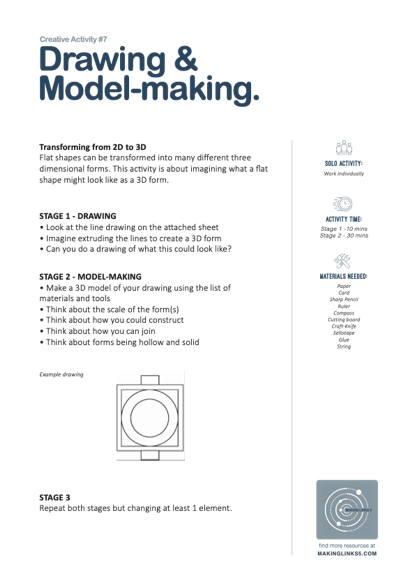 Creative Activity #7
Drawing &
Model-making.
Transforming from 2D to 3D
Flat shapes can be transformed into many different three
dimensional forms. This activity is about imagining what a flat
shape might look like as a 3D form.
STAGE 1 - DRAWING
• Look at the line drawing on the attached sheet
• Imagine extruding the lines to create a 3D form
• Can you do a drawing of what this could look like?
STAGE 2 - MODEL-MAKING
• Make a 3D model of your drawing using the list of
materials and tools
• Think about the scale of the form(s)
• Think about how you could construct
• Think about how you can join
• Think about forms being hollow and solid
Example drawing
STAGE 3
Repeat both stages but changing at least 1 element.
SOLO ACTIVITY:
Work individually
ACTIVITY TIME:
Stage 1 -10 mins
Stage 2 - 30 mins
MATERIALS NEEDED:
Paper
Card
Sharp Pencil
Ruler
Compass
Cutting board
Craft-Knife
Sellotape
Glue
String
find more resources at
MAKINGLINKS5.COM